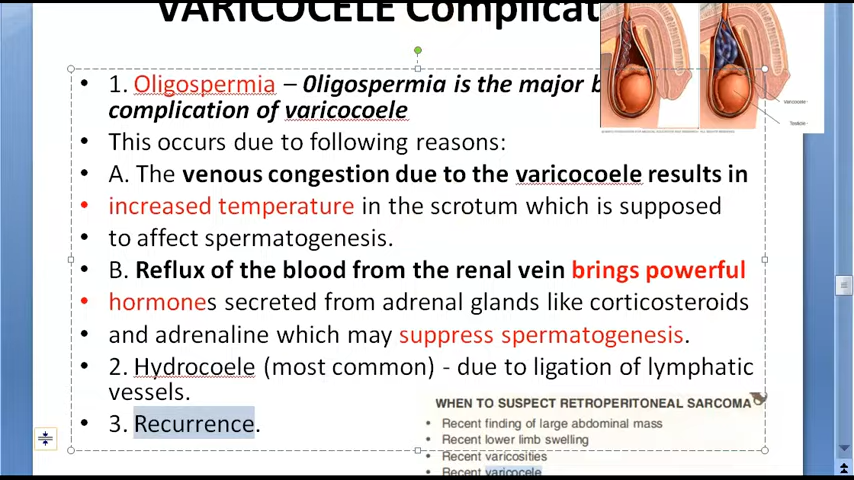 VARICOCELE Complicat
• 1. Oligospermia – Oligospermia is the major b
complication of varicocoele
• This occurs due to following reasons:
• A. The venous congestion due to the varicocoele results in
• increased temperature in the scrotum which is supposed
• to affect spermatogenesis.
• B. Reflux of the blood from the renal vein brings powerful
• hormones secreted from adrenal glands like corticosteroids
• and adrenaline which may suppress spermatogenesis.
• 2. Hydrocoele (most common) - due to ligation of lymphatic
vessels.
• 3. Recurrence.
Varicocele
Testicle
WHEN TO SUSPECT RETROPERITONEAL SARCOMA
• Recent finding of large abdominal mass
• Recent lower limb swelling
• Recent varicosities
• Recent varicocele